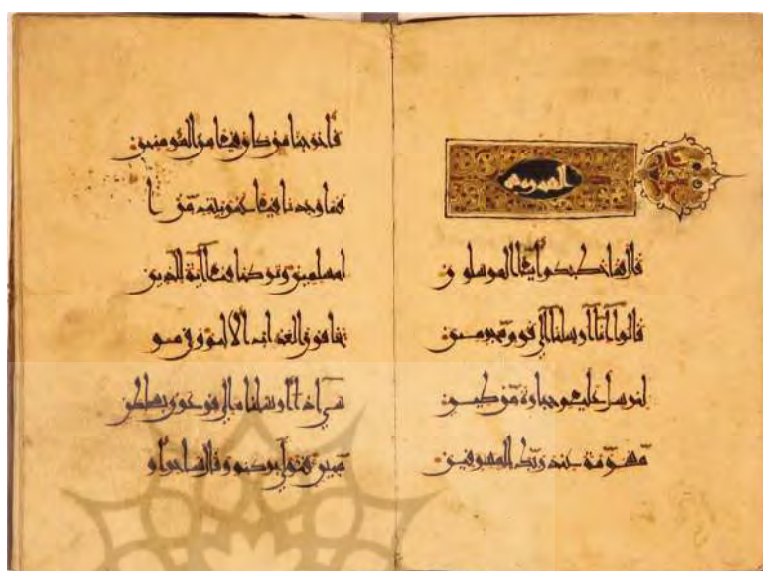 قال فما خطبكم أيها المرسلون
قالوا إنا أرسلنا إلى قوم مجرمين
لنرسل عليهم حجارة من طين
مسومة عند ربك للمسرفين
فأخرجنا من كان فيها من المؤمنين
فما وجدنا فيها غير بيت من ا
لمسلمين وتركنا فيها آية للذين
يخافون العذاب الأليم وفي مو
سى إذ أرسلناه إلى فرعون بسلطن
مبين فتولى بركنه وقال ساحر أو